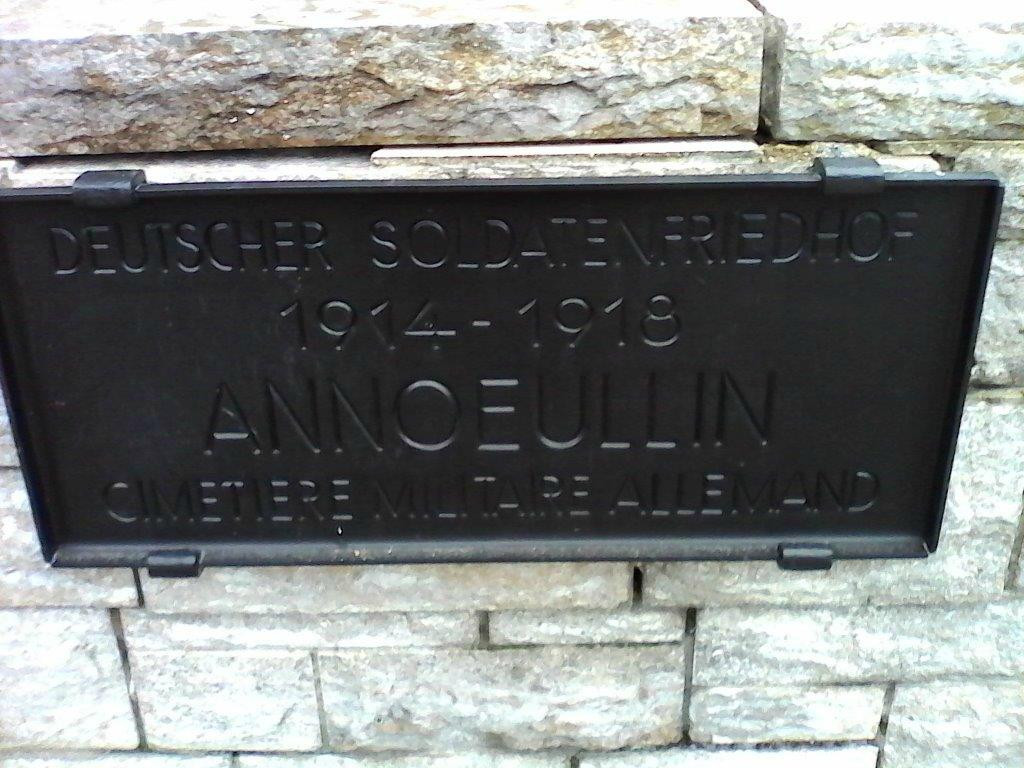 DEUTSCHER SOLDATENFRIEDHOF
1914 - 1918
ANNOEULLIN
CIMETIERE MILITAIRE ALLEMAND